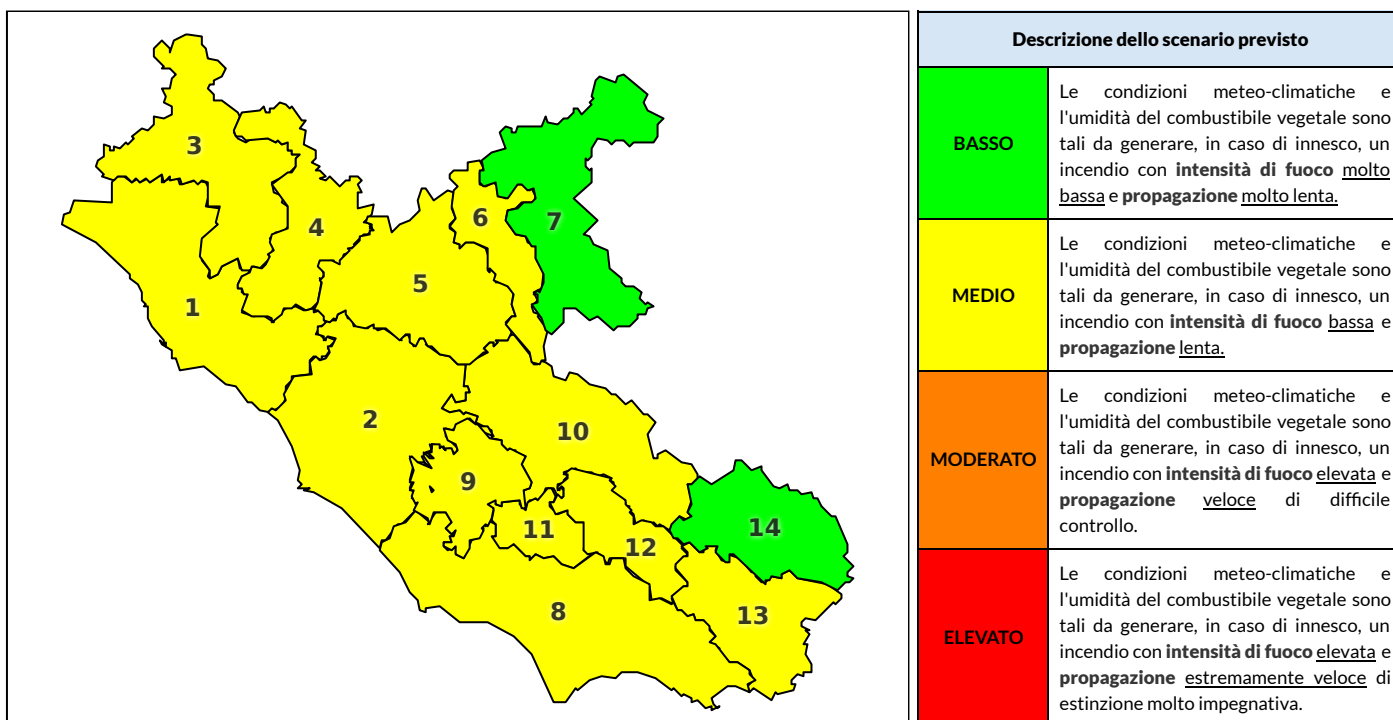 3
4
6
7
5
1
2
10
9
11
12
14
8
13
Descrizione dello scenario previsto
BASSO
Le condizioni meteo-climatiche e
l'umidità del combustibile vegetale sono
tali da generare, in caso di innesco, un
incendio con intensità di fuoco molto
bassa e propagazione molto lenta.
MEDIO
Le condizioni meteo-climatiche e
l'umidità del combustibile vegetale sono
tali da generare, in caso di innesco, un
incendio con intensità di fuoco bassa e
propagazione lenta.
MODERATO
Le condizioni meteo-climatiche e
l'umidità del combustibile vegetale sono
tali da generare, in caso di innesco, un
incendio con intensità di fuoco elevata e
propagazione veloce di difficile
controllo.
ELEVATO
Le condizioni meteo-climatiche e
l'umidità del combustibile vegetale sono
tali da generare, in caso di innesco, un
incendio con intensità di fuoco elevata e
propagazione estremamente veloce di
estinzione molto impegnativa.